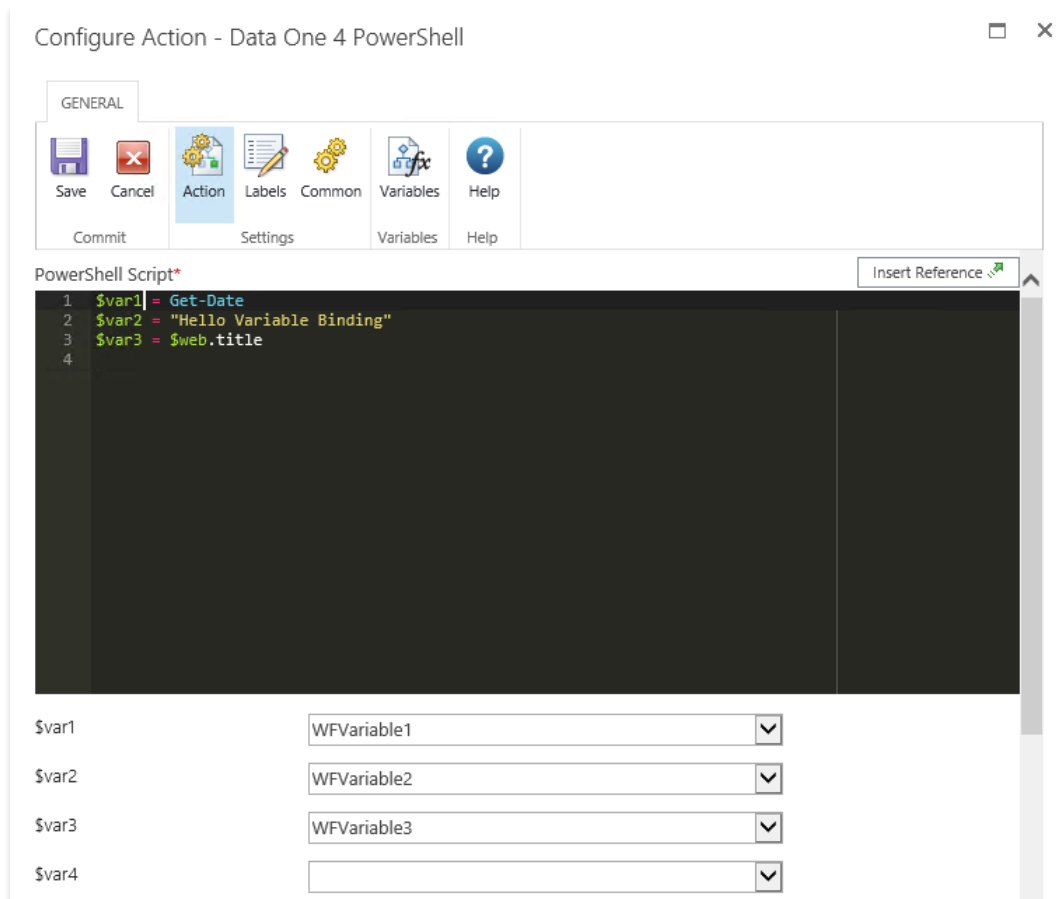 Configure Action - Data One 4 PowerShell
GENERAL
Save Cancel Action Labels Common Variables Help
Commit Settings Variables Help
PowerShell Script*
Insert Reference
1 $var1 = Get-Date
2 $var2 = "Hello Variable Binding"
3 $var3 = $web.title
4
$var1 WFVariable1
$var2 WFVariable2
$var3 WFVariable3
$var4